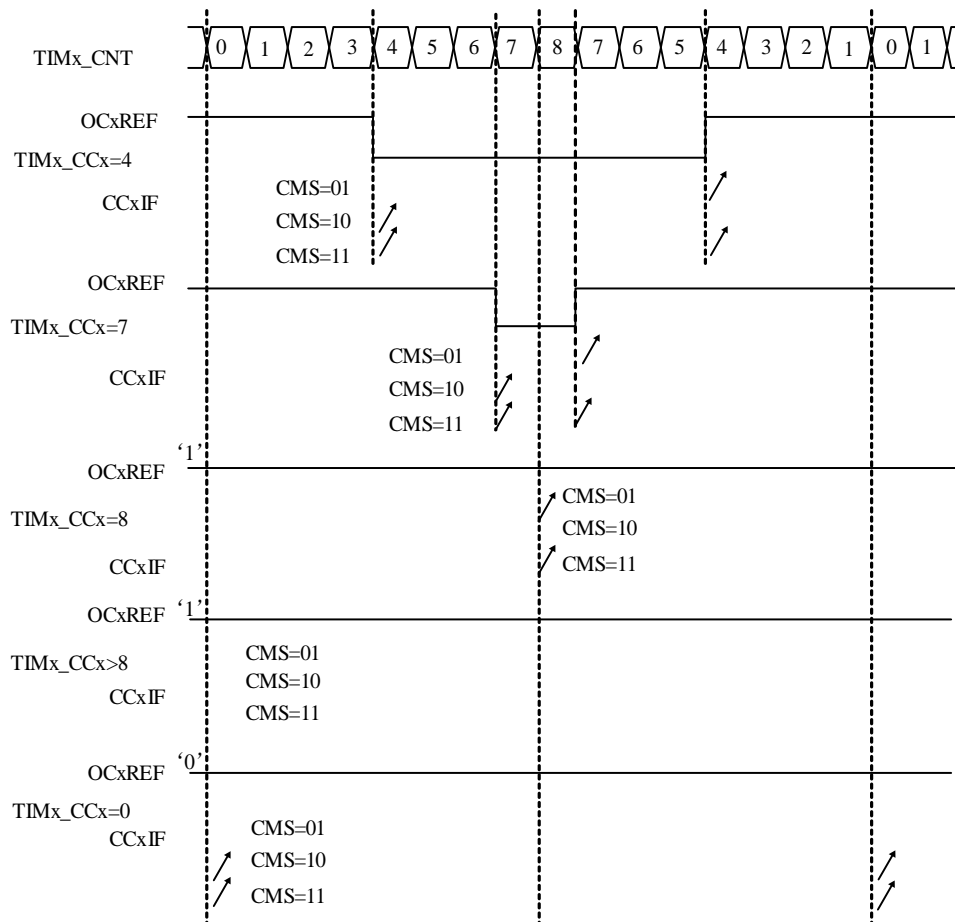 TIMx_CNT 0 1 2 3 4 5 6 7 8 7 6 5 4 3 2 1 0 1
OCxREF
TIMx_CCx=4
CMS=01
CCxIF
CMS=10
CMS=11
OCxREF
TIMx_CCx=7
CMS=01
CCxIF
CMS=10
CMS=11
OCxREF ‘1’
CMS=01
TIMx_CCx=8
CMS=10
CCxIF
CMS=11
OCxREF ‘1’
CMS=01
TIMx_CCx>8
CMS=10
CCxIF
CMS=11
OCxREF ‘0’
TIMx_CCx=0
CMS=01
CCxIF
CMS=10
CMS=11